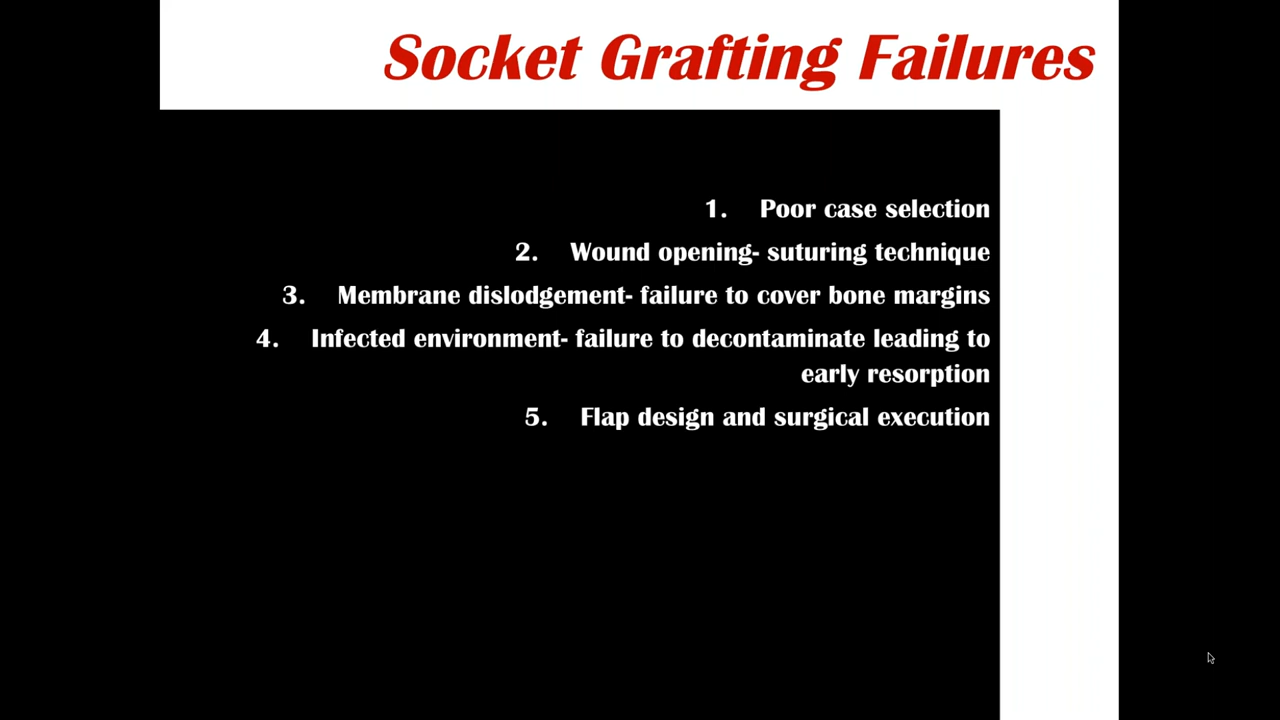 Socket Grafting Failures
1. Poor case selection
2. Wound opening- suturing technique
3. Membrane dislodgement- failure to cover bone margins
4. Infected environment- failure to decontaminate leading to
early resorption
5. Flap design and surgical execution